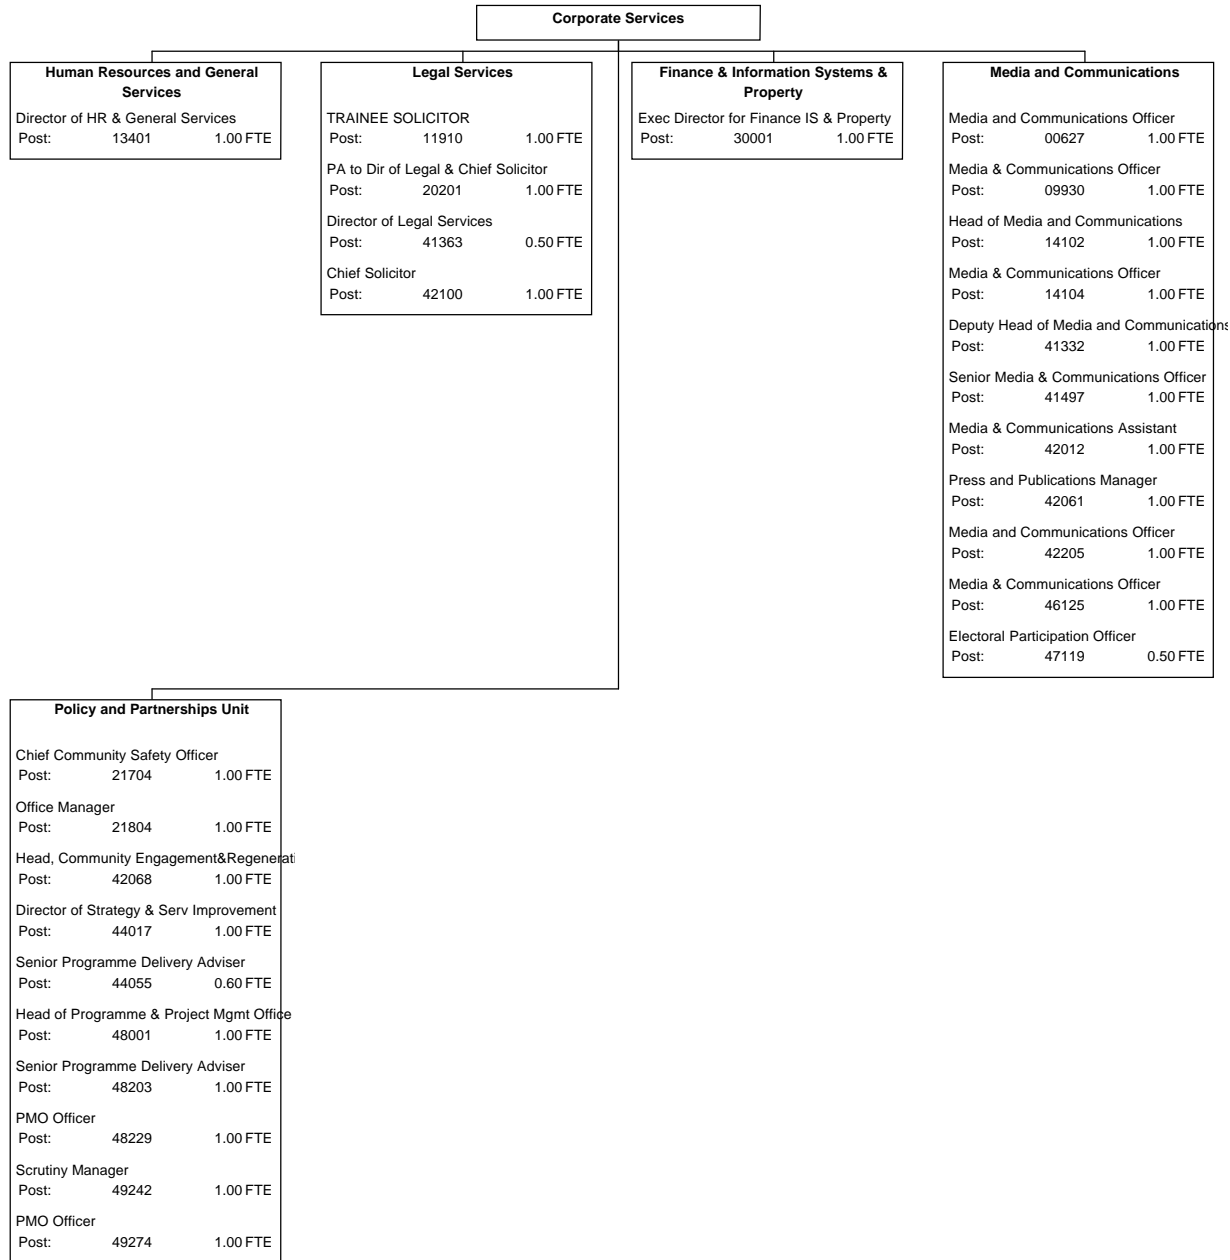 Corporate Services
Human Resources and General
Services
Director of HR & General Services
Post: 13401 1.00 FTE
Legal Services
TRAINEE SOLICITOR
Post: 11910 1.00 FTE
PA to Dir of Legal & Chief Solicitor
Post: 20201 1.00 FTE
Director of Legal Services
Post: 41363 0.50 FTE
Chief Solicitor
Post: 42100 1.00 FTE
Finance & Information Systems &
Property
Exec Director for Finance IS & Property
Post: 30001 1.00 FTE
Media and Communications
Media and Communications Officer
Post: 00627 1.00 FTE
Media & Communications Officer
Post: 09930 1.00 FTE
Head of Media and Communications
Post: 14102 1.00 FTE
Media & Communications Officer
Post: 14104 1.00 FTE
Deputy Head of Media and Communications
Post: 41332 1.00 FTE
Senior Media & Communications Officer
Post: 41497 1.00 FTE
Media & Communications Assistant
Post: 42012 1.00 FTE
Press and Publications Manager
Post: 42061 1.00 FTE
Media and Communications Officer
Post: 42205 1.00 FTE
Media & Communications Officer
Post: 46125 1.00 FTE
Electoral Participation Officer
Post: 47119 0.50 FTE
Policy and Partnerships Unit
Chief Community Safety Officer
Post: 21704 1.00 FTE
Office Manager
Post: 21804 1.00 FTE
Head, Community Engagement&Regenerati
Post: 42068 1.00 FTE
Director of Strategy & Serv Improvement
Post: 44017 1.00 FTE
Senior Programme Delivery Adviser
Post: 44055 0.60 FTE
Head of Programme & Project Mgmt Office
Post: 48001 1.00 FTE
Senior Programme Delivery Adviser
Post: 48203 1.00 FTE
PMO Officer
Post: 48229 1.00 FTE
Scrutiny Manager
Post: 49242 1.00 FTE
PMO Officer
Post: 49274 1.00 FTE